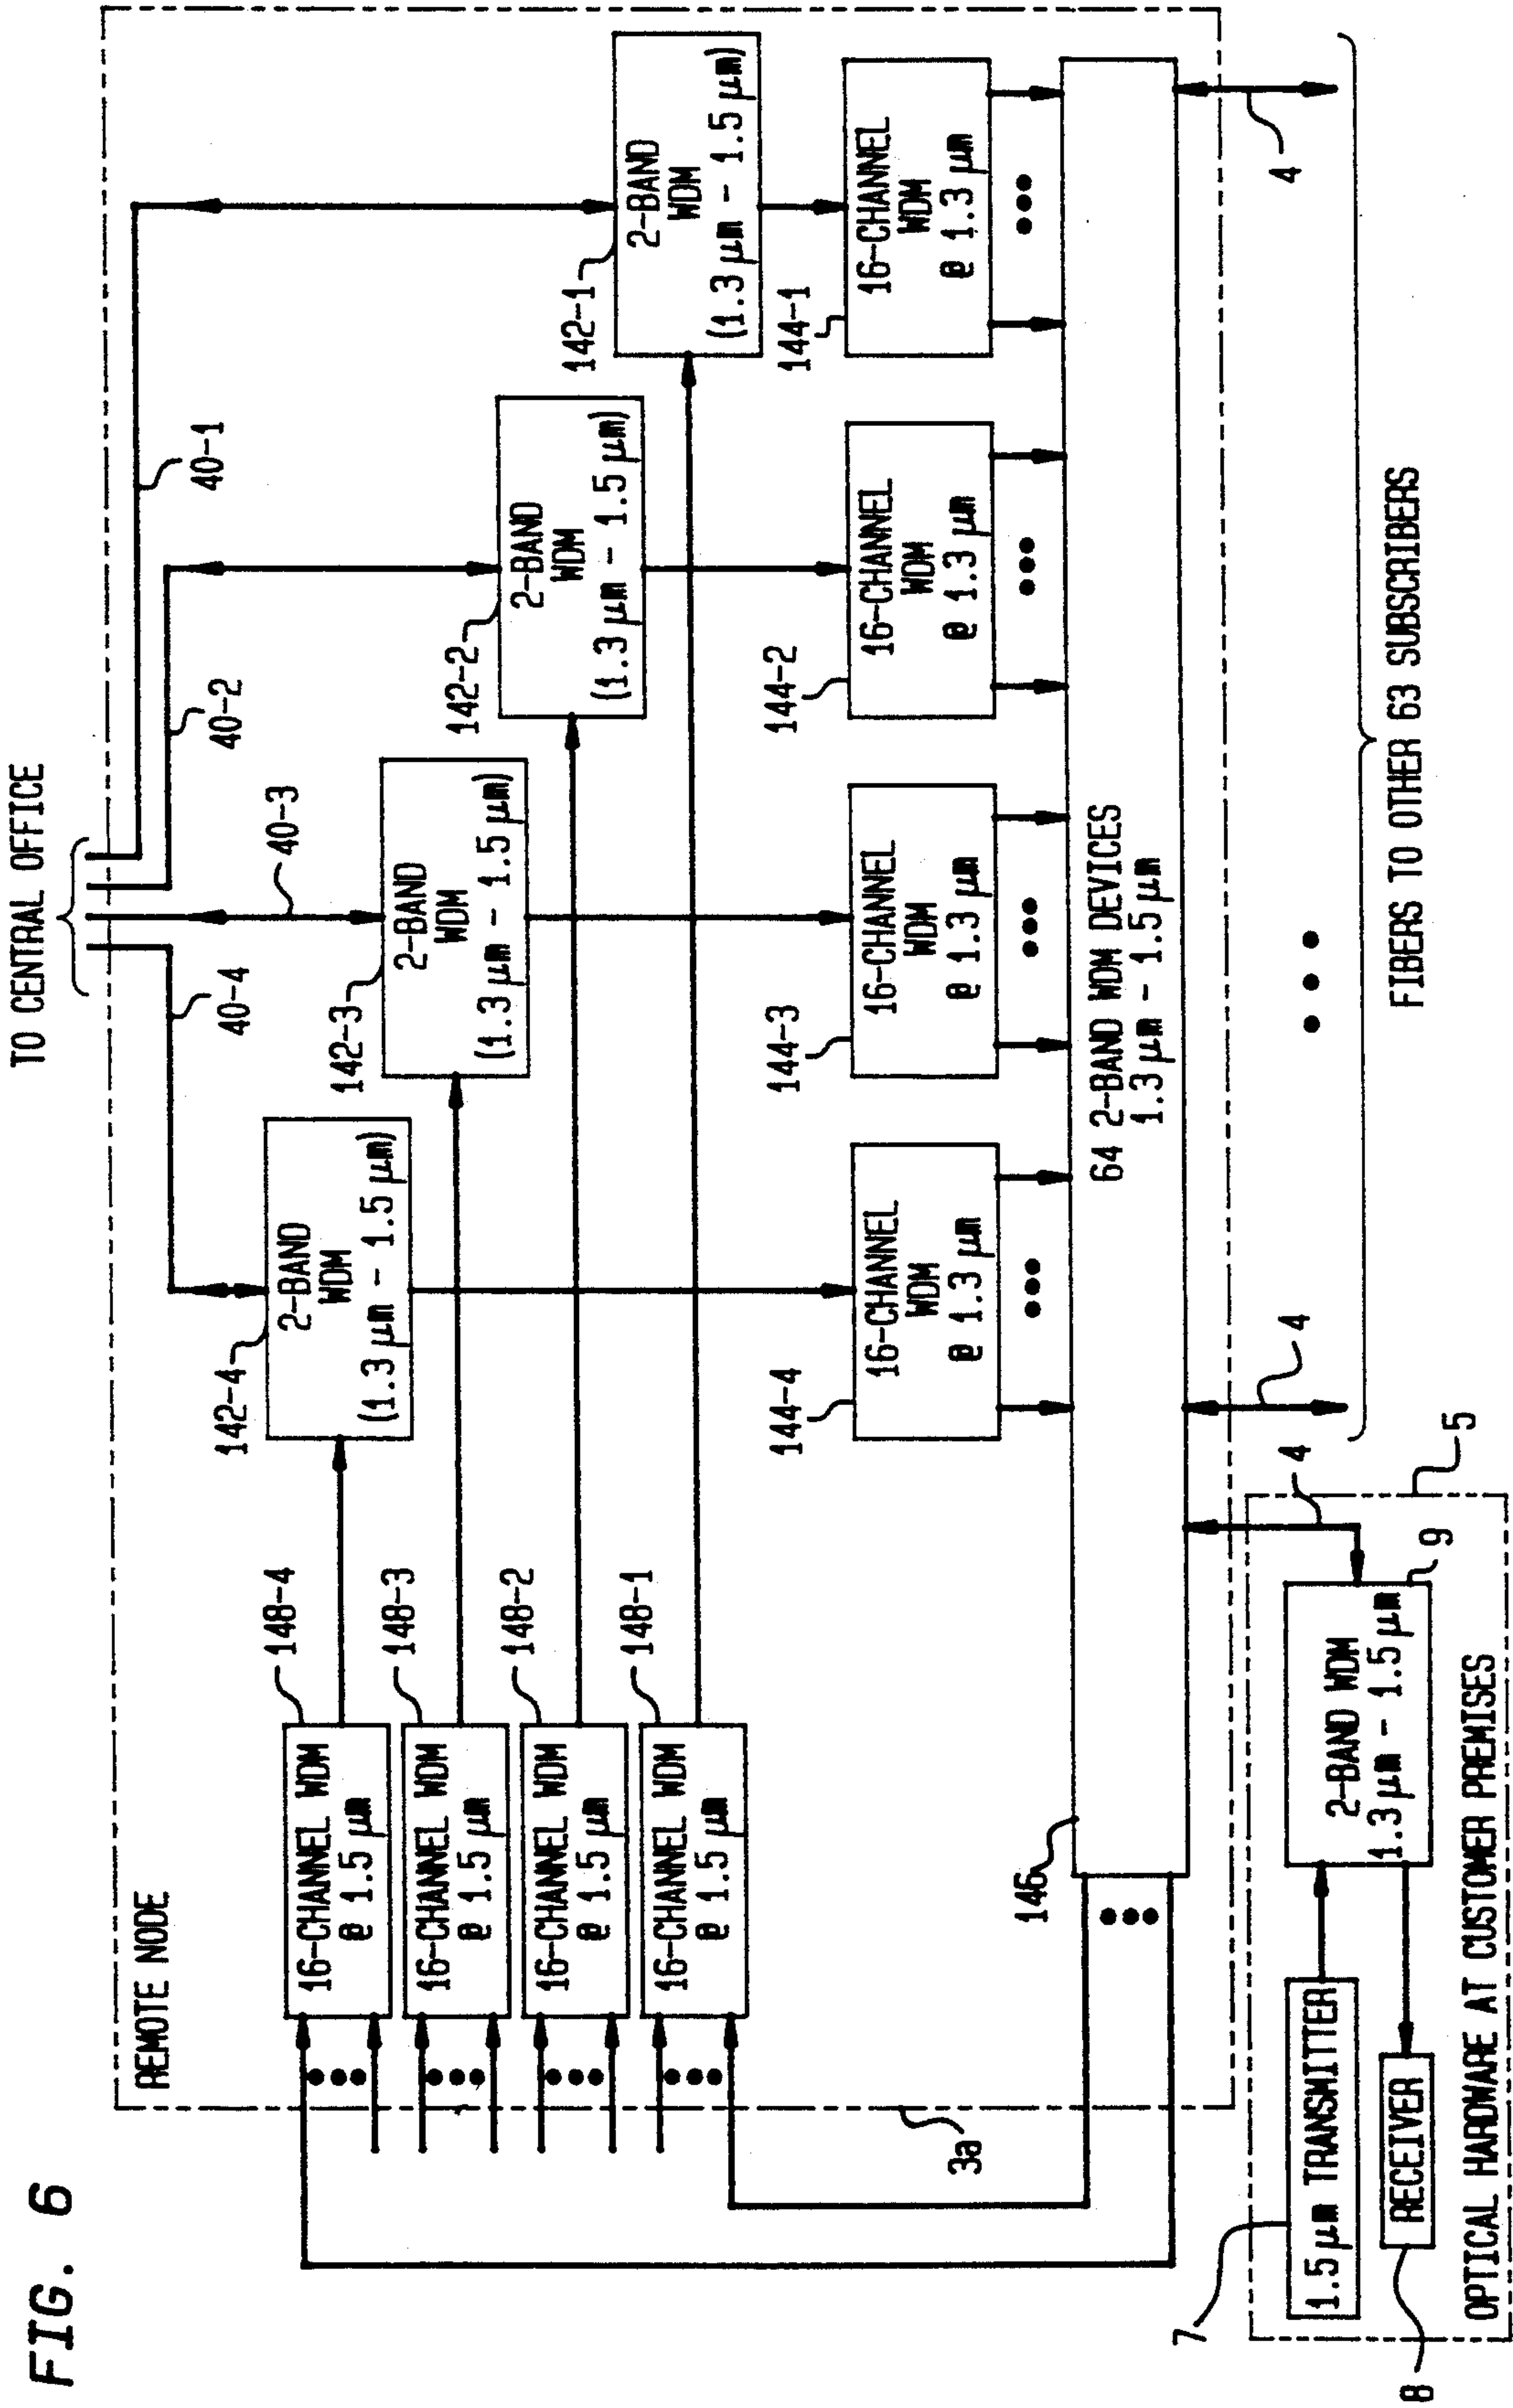 FIG. 6
TO CENTRAL OFFICE
REMOTE NODE
40-4
40-3
40-2
40-1
142-4
2-BAND
WDM
(1.3 µm - 1.5 µm)
142-3
2-BAND
WDM
(1.3 µm - 1.5 µm)
142-2
2-BAND
WDM
(1.3 µm - 1.5 µm)
142-1
2-BAND
WDM
(1.3 µm - 1.5 µm)
148-4
16-CHANNEL WDM
@ 1.5 µm
148-3
16-CHANNEL WDM
@ 1.5 µm
148-2
16-CHANNEL WDM
@ 1.5 µm
148-1
16-CHANNEL WDM
@ 1.5 µm
144-4
16-CHANNEL
WDM
@ 1.3 µm
144-3
16-CHANNEL
WDM
@ 1.3 µm
144-2
16-CHANNEL
WDM
@ 1.3 µm
144-1
16-CHANNEL
WDM
@ 1.3 µm
3a
146
64 2-BAND WDM DEVICES
1.3 µm - 1.5 µm
4
4
4
5
7
1.5 µm TRANSMITTER
8
RECEIVER
9
2-BAND WDM
1.3 µm - 1.5 µm
OPTICAL HARDWARE AT CUSTOMER PREMISES
FIBERS TO OTHER 63 SUBSCRIBERS